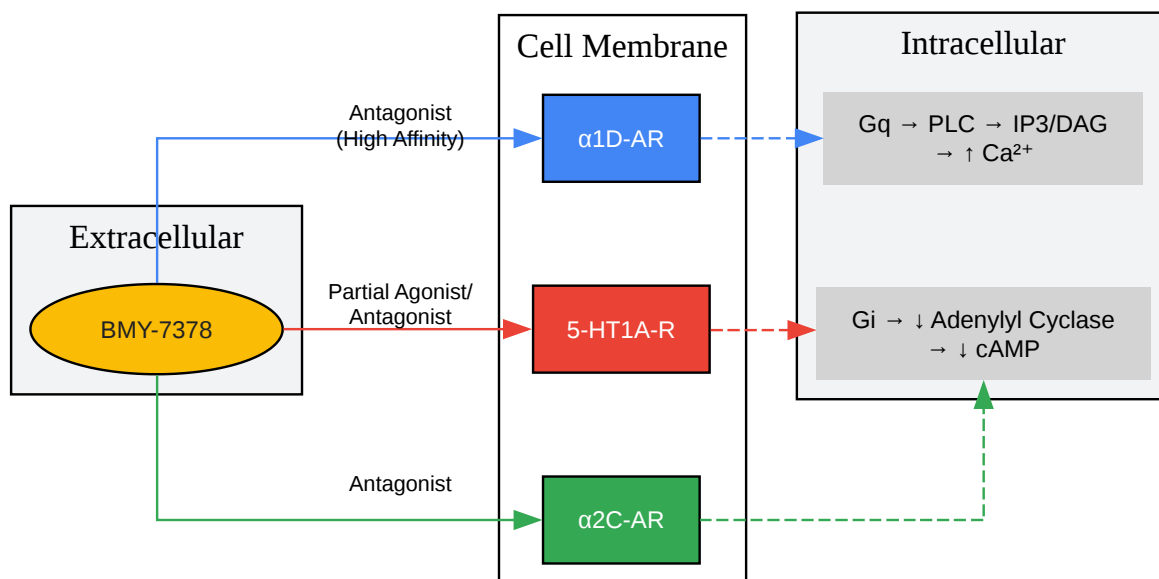 Cell Membrane
Intracellular
Antagonist
(High Affinity)
α1D-AR
Gq → PLC → IP3/DAG
→ ↑ Ca²⁺
Extracellular
BMY-7378
Partial Agonist/
Antagonist
5-HT1A-R
Gi → ↓ Adenylyl Cyclase
→ ↓ cAMP
Antagonist
α2C-AR